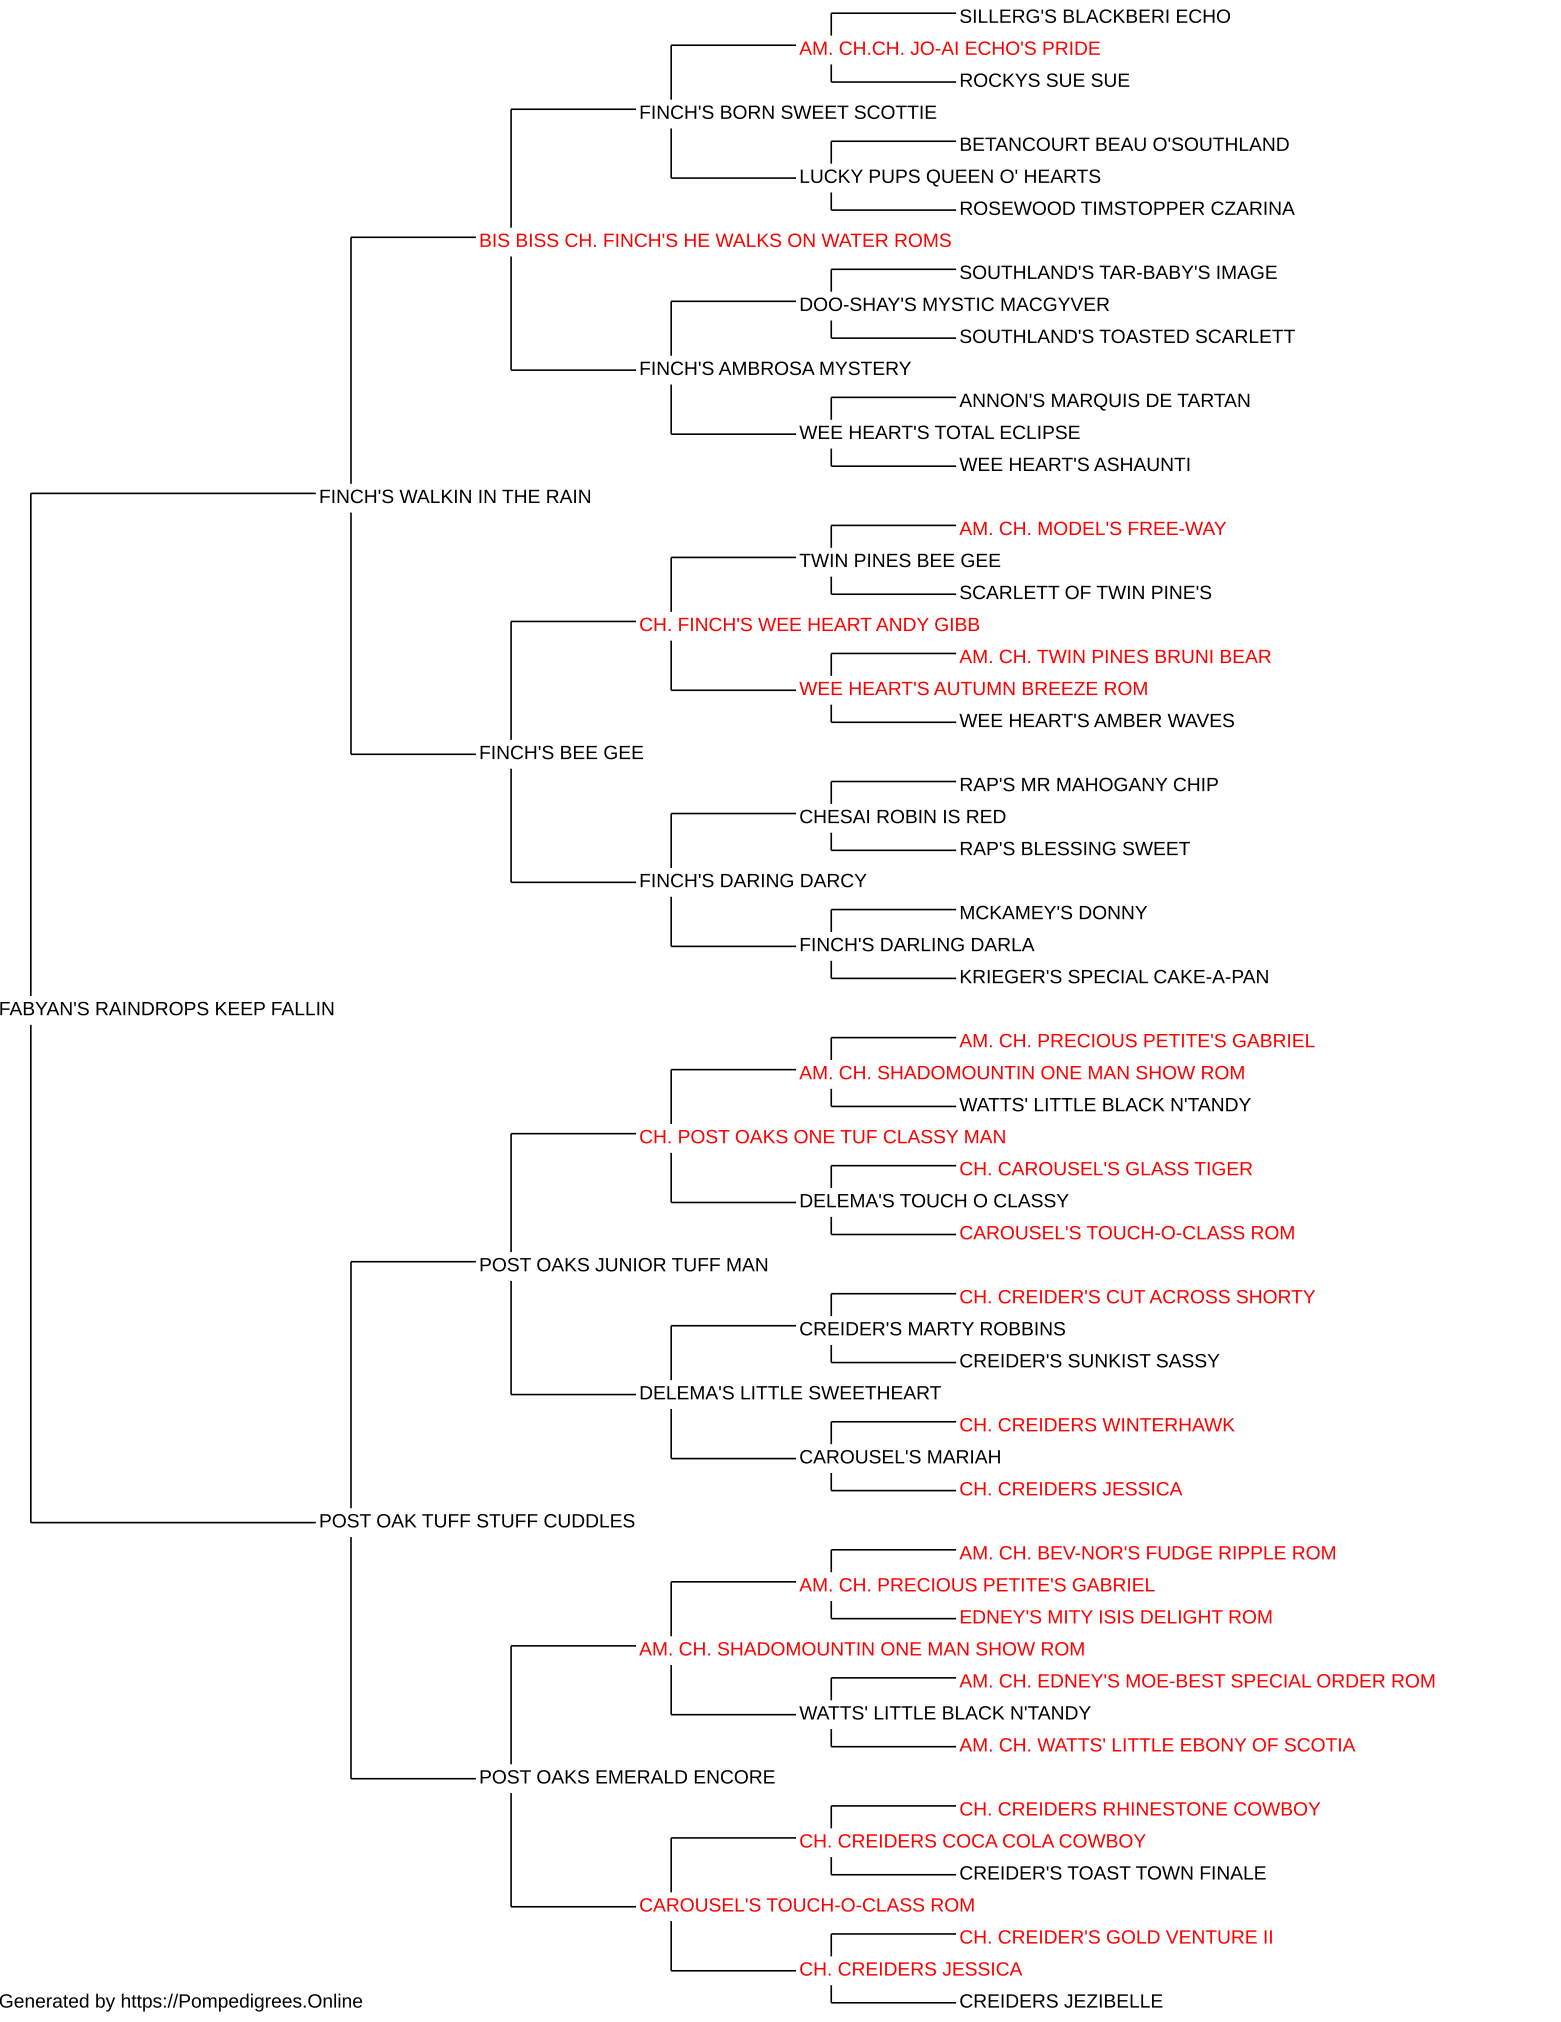 SILLERG'S BLACKBERI ECHO
AM. CH.CH. JO-AI ECHO'S PRIDE
ROCKYS SUE SUE
FINCH'S BORN SWEET SCOTTIE
BETANCOURT BEAU O'SOUTHLAND
LUCKY PUPS QUEEN O' HEARTS
ROSEWOOD TIMSTOPPER CZARINA
BIS BISS CH. FINCH'S HE WALKS ON WATER ROMS
SOUTHLAND'S TAR-BABY'S IMAGE
DOO-SHAY'S MYSTIC MACGYVER
SOUTHLAND'S TOASTED SCARLETT
FINCH'S AMBROSA MYSTERY
ANNON'S MARQUIS DE TARTAN
WEE HEART'S TOTAL ECLIPSE
WEE HEART'S ASHAUNTI
FINCH'S WALKIN IN THE RAIN
AM. CH. MODEL'S FREE-WAY
TWIN PINES BEE GEE
SCARLETT OF TWIN PINE'S
CH. FINCH'S WEE HEART ANDY GIBB
AM. CH. TWIN PINES BRUNI BEAR
WEE HEART'S AUTUMN BREEZE ROM
WEE HEART'S AMBER WAVES
FINCH'S BEE GEE
RAP'S MR MAHOGANY CHIP
CHESAI ROBIN IS RED
RAP'S BLESSING SWEET
FINCH'S DARING DARCY
MCKAMEY'S DONNY
FINCH'S DARLING DARLA
KRIEGER'S SPECIAL CAKE-A-PAN
FABYAN'S RAINDROPS KEEP FALLIN
AM. CH. PRECIOUS PETITE'S GABRIEL
AM. CH. SHADOMOUNTIN ONE MAN SHOW ROM
WATTS' LITTLE BLACK N'TANDY
CH. POST OAKS ONE TUF CLASSY MAN
CH. CAROUSEL'S GLASS TIGER
DELEMA'S TOUCH O CLASSY
CAROUSEL'S TOUCH-O-CLASS ROM
POST OAKS JUNIOR TUFF MAN
CH. CREIDER'S CUT ACROSS SHORTY
CREIDER'S MARTY ROBBINS
CREIDER'S SUNKIST SASSY
DELEMA'S LITTLE SWEETHEART
CH. CREIDERS WINTERHAWK
CAROUSEL'S MARIAH
CH. CREIDERS JESSICA
POST OAK TUFF STUFF CUDDLES
AM. CH. BEV-NOR'S FUDGE RIPPLE ROM
AM. CH. PRECIOUS PETITE'S GABRIEL
EDNEY'S MITY ISIS DELIGHT ROM
AM. CH. SHADOMOUNTIN ONE MAN SHOW ROM
AM. CH. EDNEY'S MOE-BEST SPECIAL ORDER ROM
WATTS' LITTLE BLACK N'TANDY
AM. CH. WATTS' LITTLE EBONY OF SCOTIA
POST OAKS EMERALD ENCORE
CH. CREIDERS RHINESTONE COWBOY
CH. CREIDERS COCA COLA COWBOY
CREIDER'S TOAST TOWN FINALE
CAROUSEL'S TOUCH-O-CLASS ROM
CH. CREIDER'S GOLD VENTURE II
CH. CREIDERS JESSICA
CREIDERS JEZIBELLE
Generated by https://Pompedigrees.Online